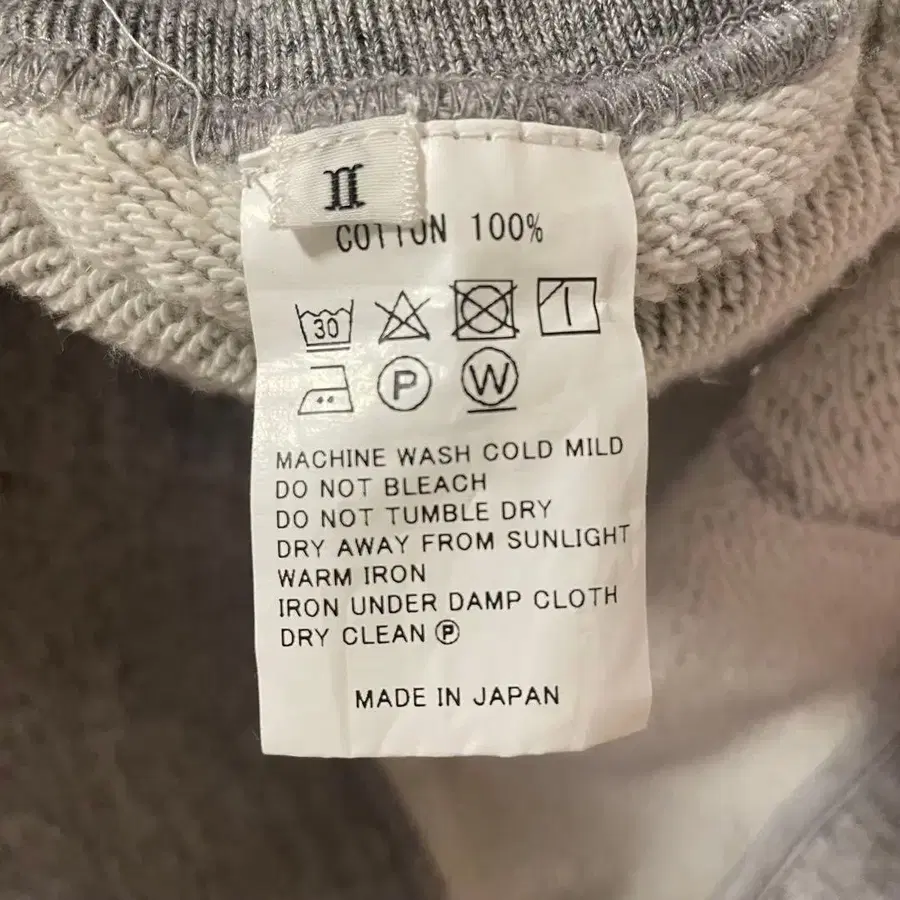 II
COTTON 100%
30
P W
MACHINE WASH COLD MILD
DO NOT BLEACH
DO NOT TUMBLE DRY
DRY AWAY FROM SUNLIGHT
WARM IRON
IRON UNDER DAMP CLOTH
DRY CLEAN Ⓟ
MADE IN JAPAN